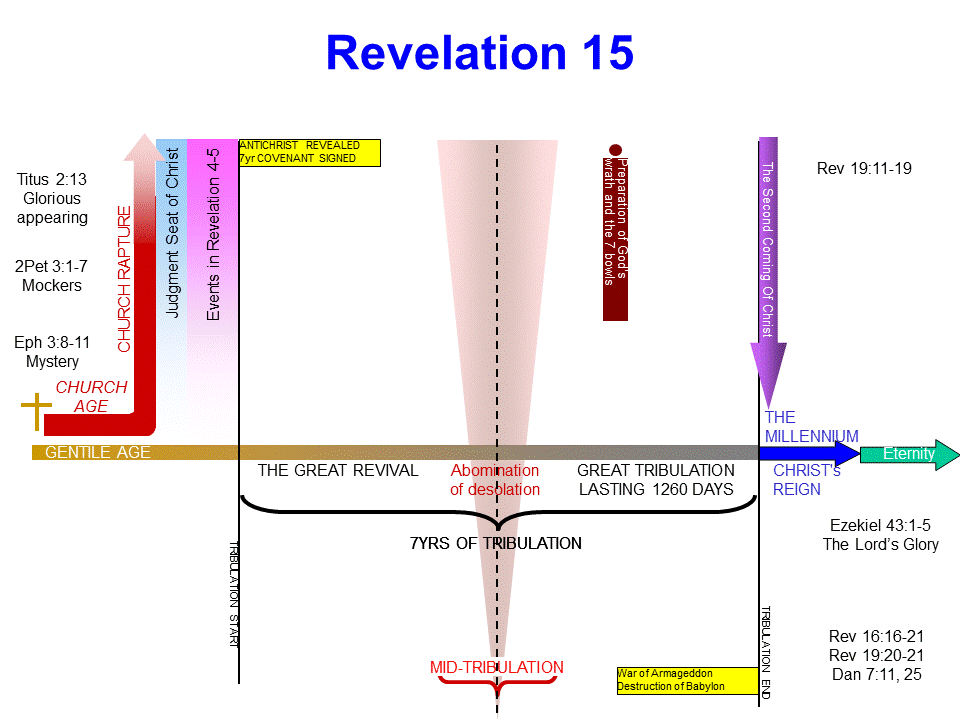 Revelation 15
Titus 2:13
Glorious
appearing
2Pet 3:1-7
Mockers
Eph 3:8-11
Mystery
CHURCH
AGE
CHURCH RAPTURE
Judgment Seat of Christ
Events in Revelation 4-5
ANTICHRIST REVEALED
7yr COVENANT SIGNED
Preparation of God's
wrath and the 7 bowls
The Second Coming Of Christ
Rev 19:11-19
GENTILE AGE
THE
MILLENNIUM
Eternity
CHRIST's
REIGN
THE GREAT REVIVAL
Abomination
of desolation
GREAT TRIBULATION
LASTING 1260 DAYS
7YRS OF TRIBULATION
Ezekiel 43:1-5
The Lord’s Glory
TRIBULATION START
MID-TRIBULATION
War of Armageddon
Destruction of Babylon
TRIBULATION END
Rev 16:16-21
Rev 19:20-21
Dan 7:11, 25